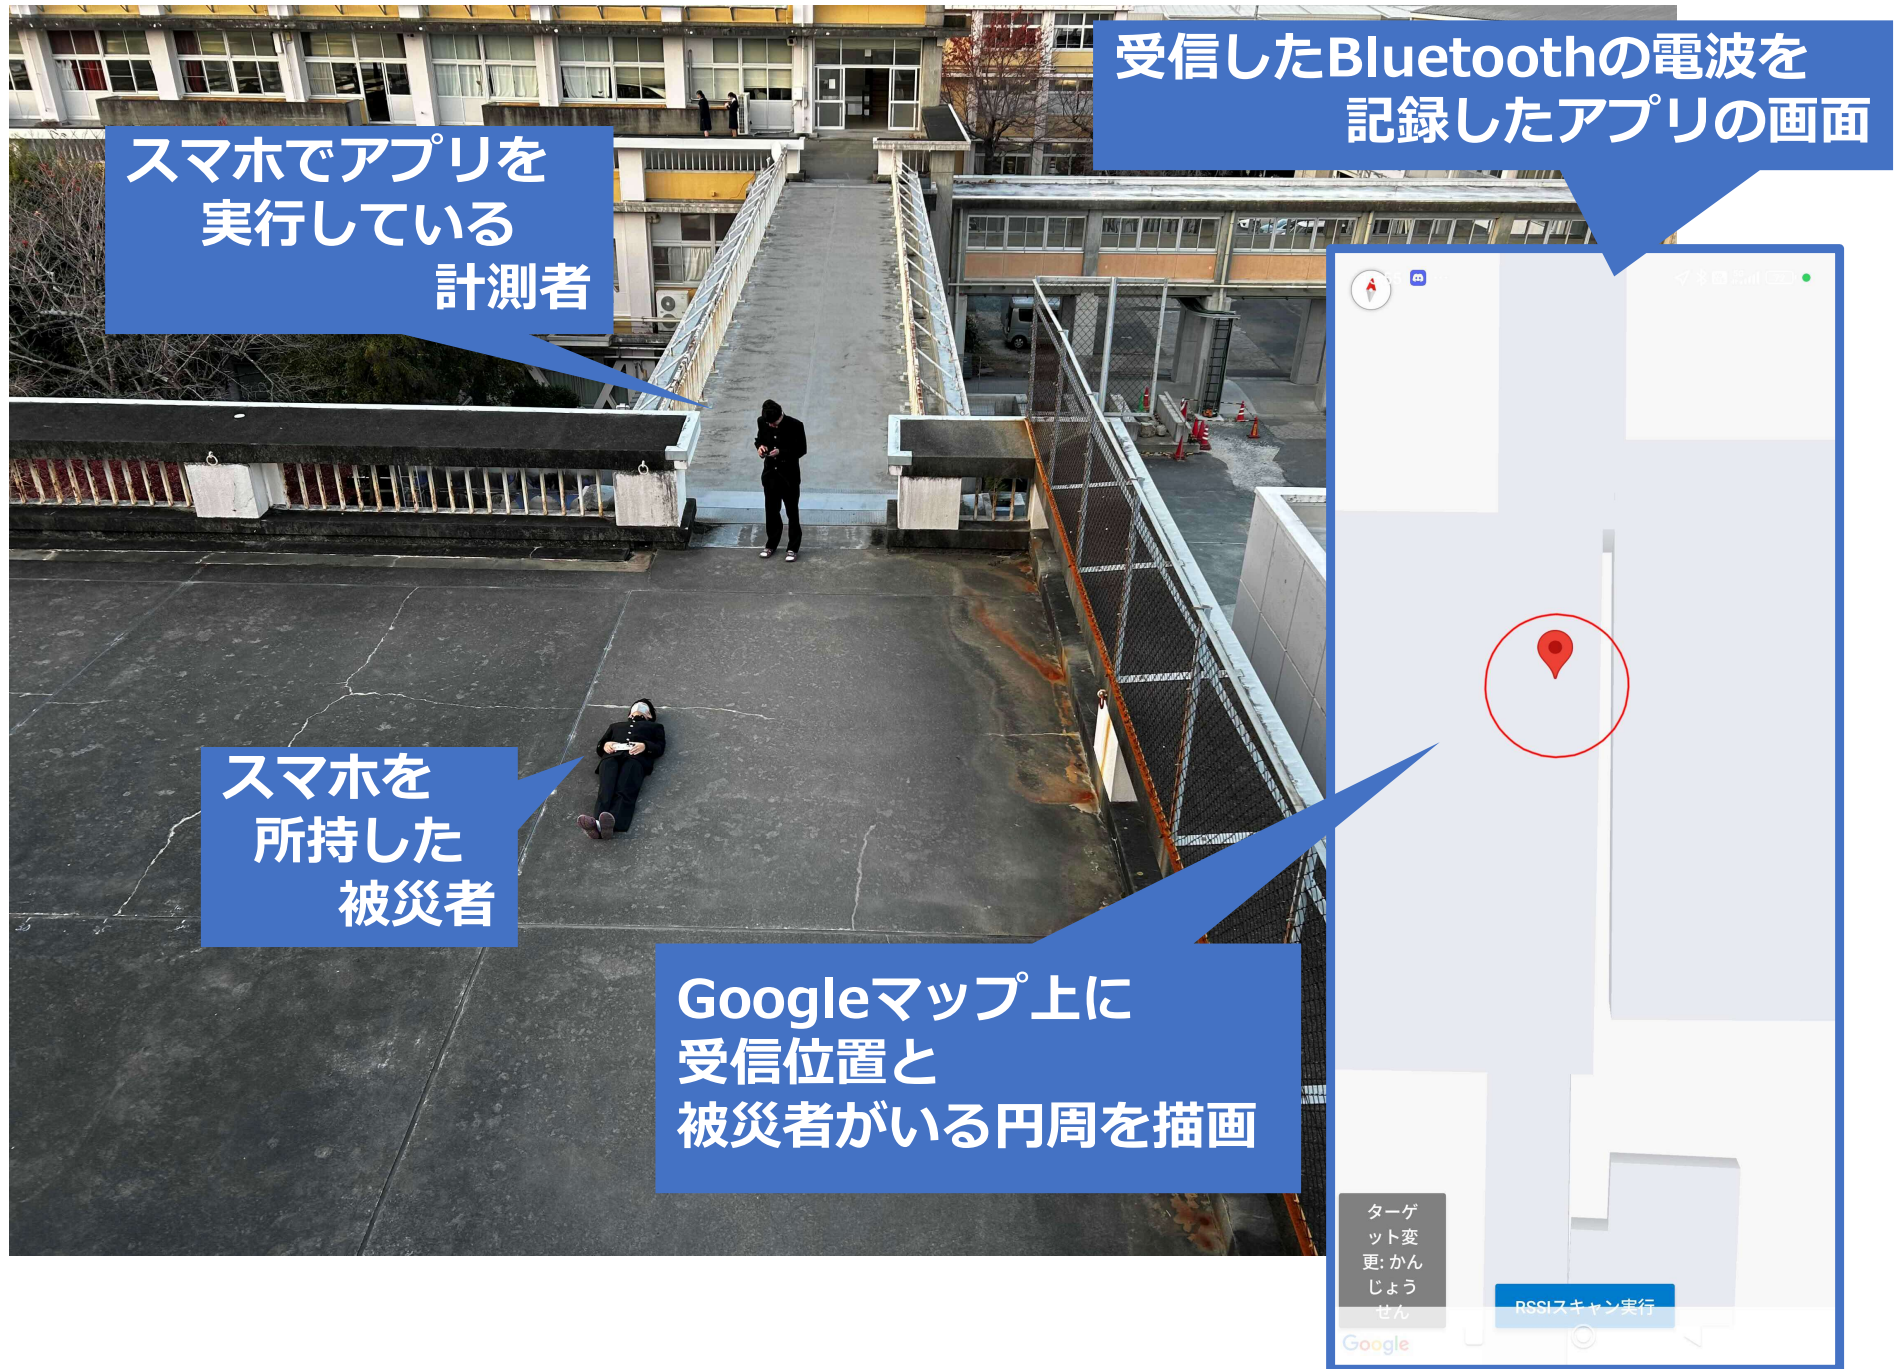 受信したBluetoothの電波を
記録したアプリの画面
スマホでアプリを
実行している
計測者
スマホを
所持した
被災者
Googleマップ上に
受信位置と
被災者がいる円周を描画
ターゲ
ット変
更: かん
じょう
せん
RSSIスキャン実行
Google